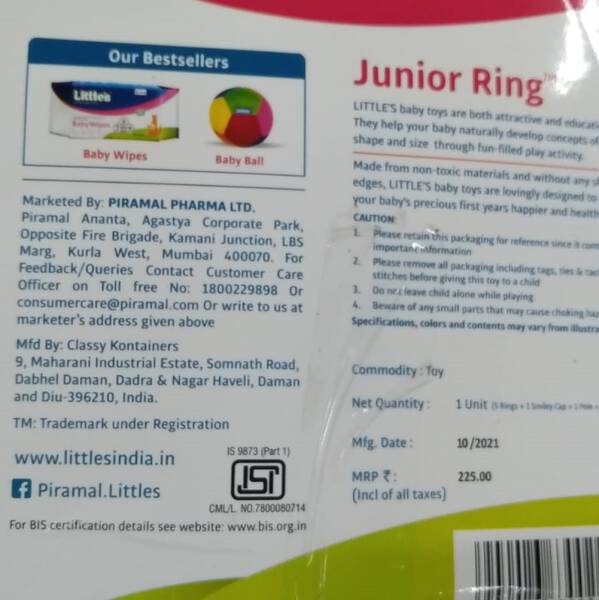 Our Bestsellers
Little's
Baby Wipes
Baby Wipes
Baby Ball
Marketed By: PIRAMAL PHARMA LTD.
Piramal Ananta, Agastya Corporate Park,
Opposite Fire Brigade, Kamani Junction, LBS
Marg, Kurla West, Mumbai 400070. For
Feedback/Queries Contact Customer Care
Officer on Toll free No: 1800229898 Or
consumercare@piramal.com Or write to us at
marketer's address given above
Mfd By: Classy Kontainers
9, Maharani Industrial Estate, Somnath Road,
Dabhel Daman, Dadra & Nagar Haveli, Daman
and Diu-396210, India.
TM: Trademark under Registration
www.littlesindia.in
Piramal.Littles
IS 9873 (Part 1)
ISI
CM/L. NO.7800080714
For BIS certification details see website: www.bis.org.in
Junior Ring™
LITTLE'S baby toys are both attractive and
They help your baby naturally develop concepts of
shape and size through fun-filled play activity.
Made from non-toxic materials and without any
edges, LITTLE'S baby toys are lovingly designed to
your baby's precious first years happier and
CAUTION:
1. Please retain this packaging for reference since it
important information
2. Please remove all packaging including tags, ties &
stitches before giving this toy to a child
3. Do not leave child alone while playing
4. Beware of any small parts that may cause choking
Specifications, colors and contents may vary from
Commodity : Toy
Net Quantity : 1 Unit (5 Rings + 1 Smiley Cap + 1 Pole +
Mfg. Date : 10/2021
MRP ₹ : 225.00
(Incl of all taxes)